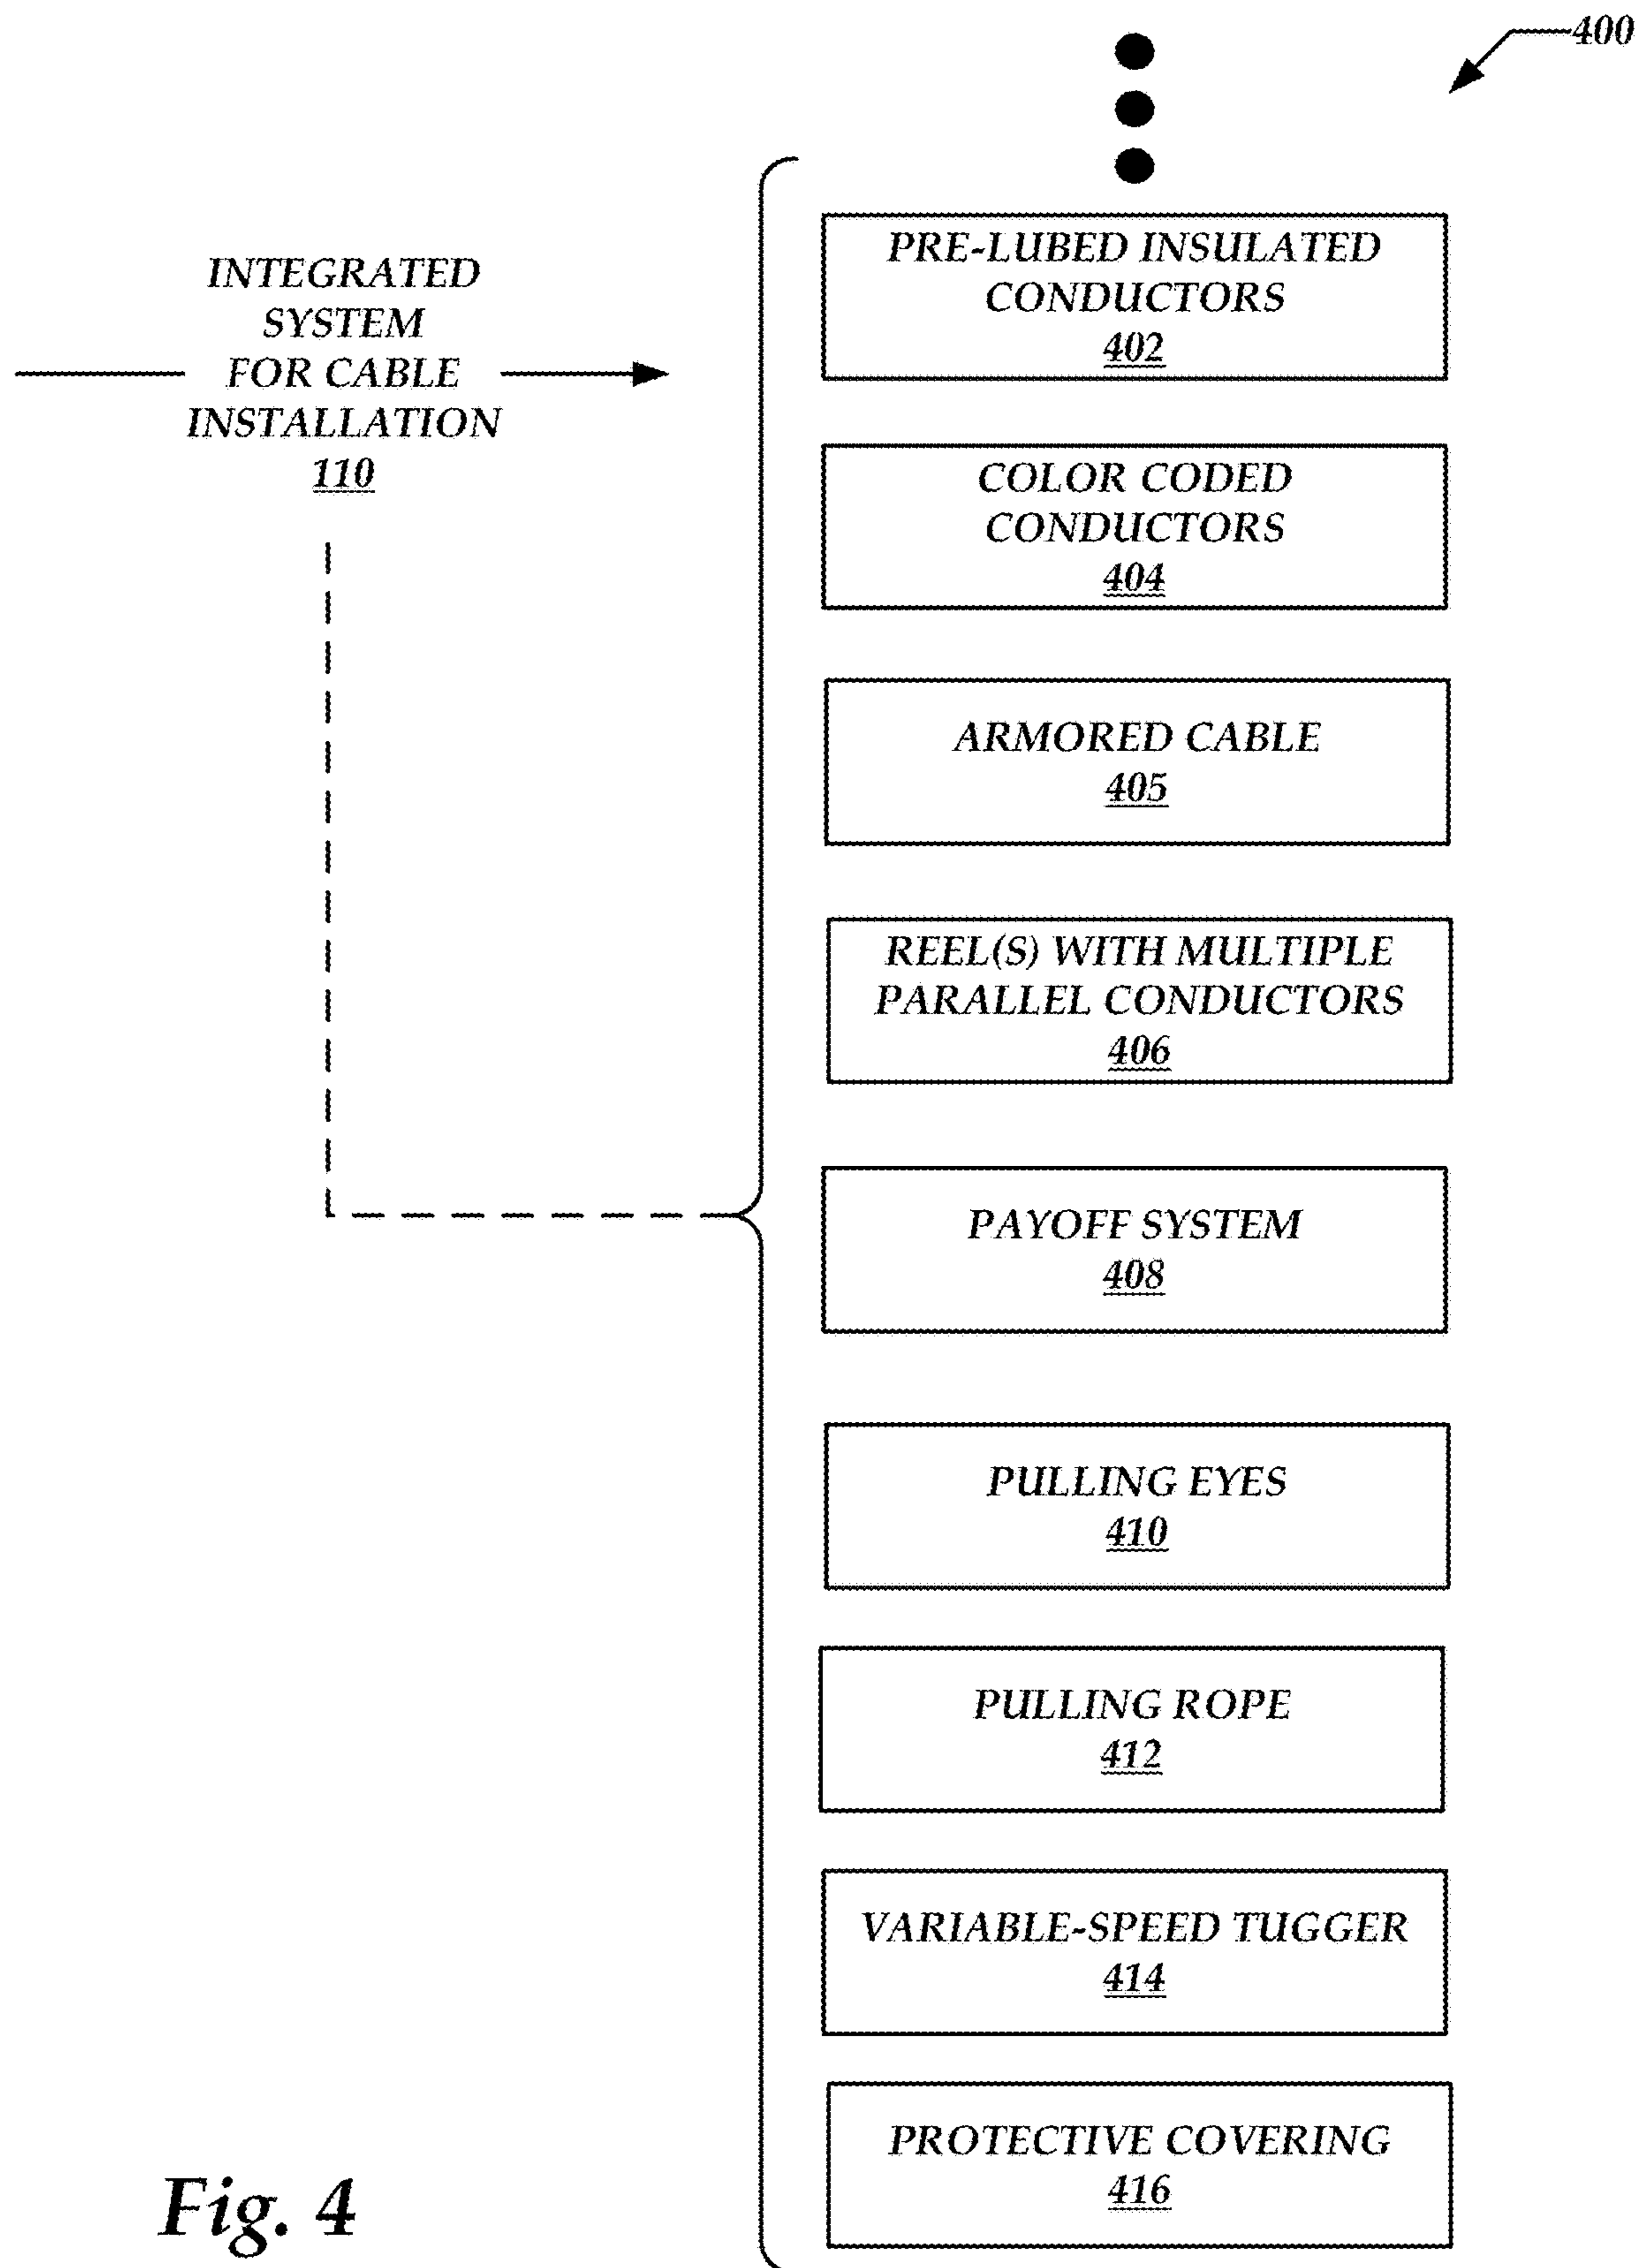 400
INTEGRATED
SYSTEM
FOR CABLE
INSTALLATION
110
PRE-LUBED INSULATED
CONDUCTORS
402
COLOR CODED
CONDUCTORS
404
ARMORED CABLE
405
REEL(S) WITH MULTIPLE
PARALLEL CONDUCTORS
406
PAYOFF SYSTEM
408
PULLING EYES
410
PULLING ROPE
412
VARIABLE-SPEED TUGGER
414
PROTECTIVE COVERING
416
Fig. 4